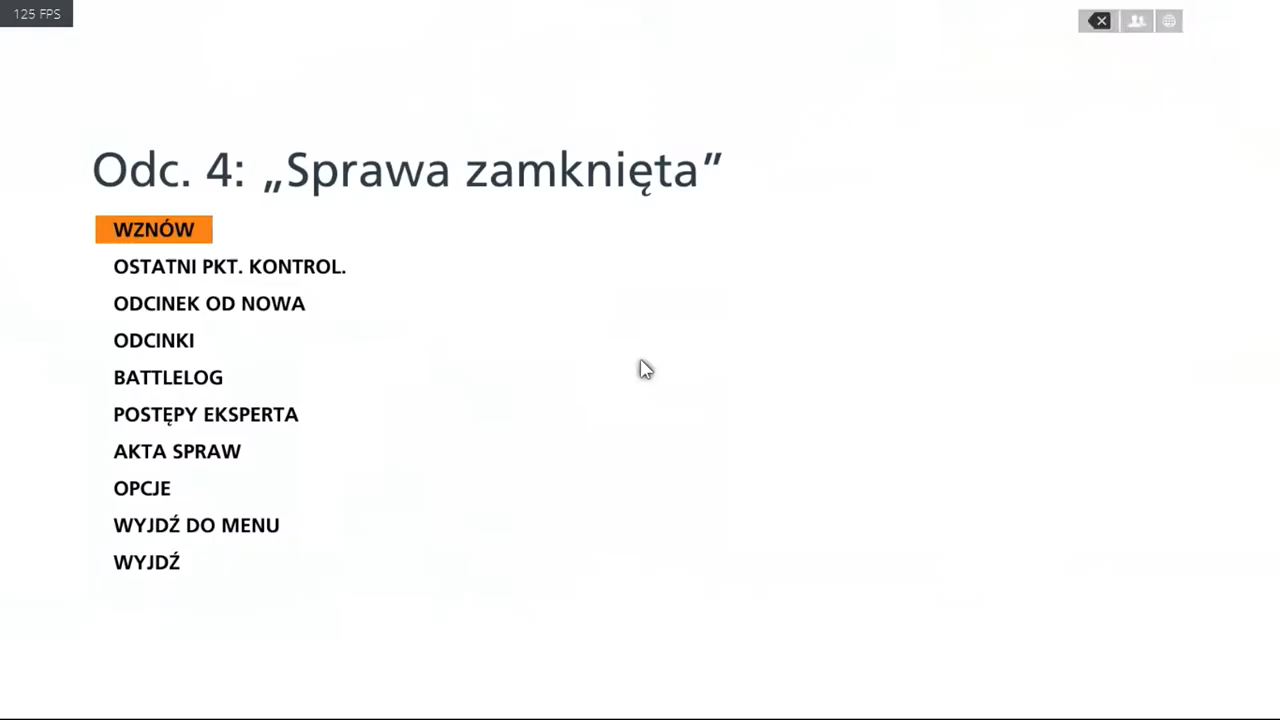 125 FPS
Odc. 4: „Sprawa zamknięta”
WZNÓW
OSTATNI PKT. KONTROL.
ODCINEK OD NOWA
ODCINKI
BATTLELOG
POSTĘPY EKSPERTA
AKTA SPRAW
OPCJE
WYJDŹ DO MENU
WYJDŹ